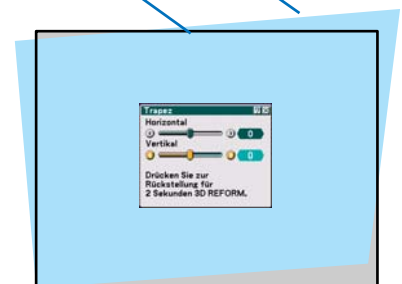 Trapez
Horizontal
0
Vertikal
0
Drücken Sie zur
Rückstellung für
2 Sekunden 3D REFORM.